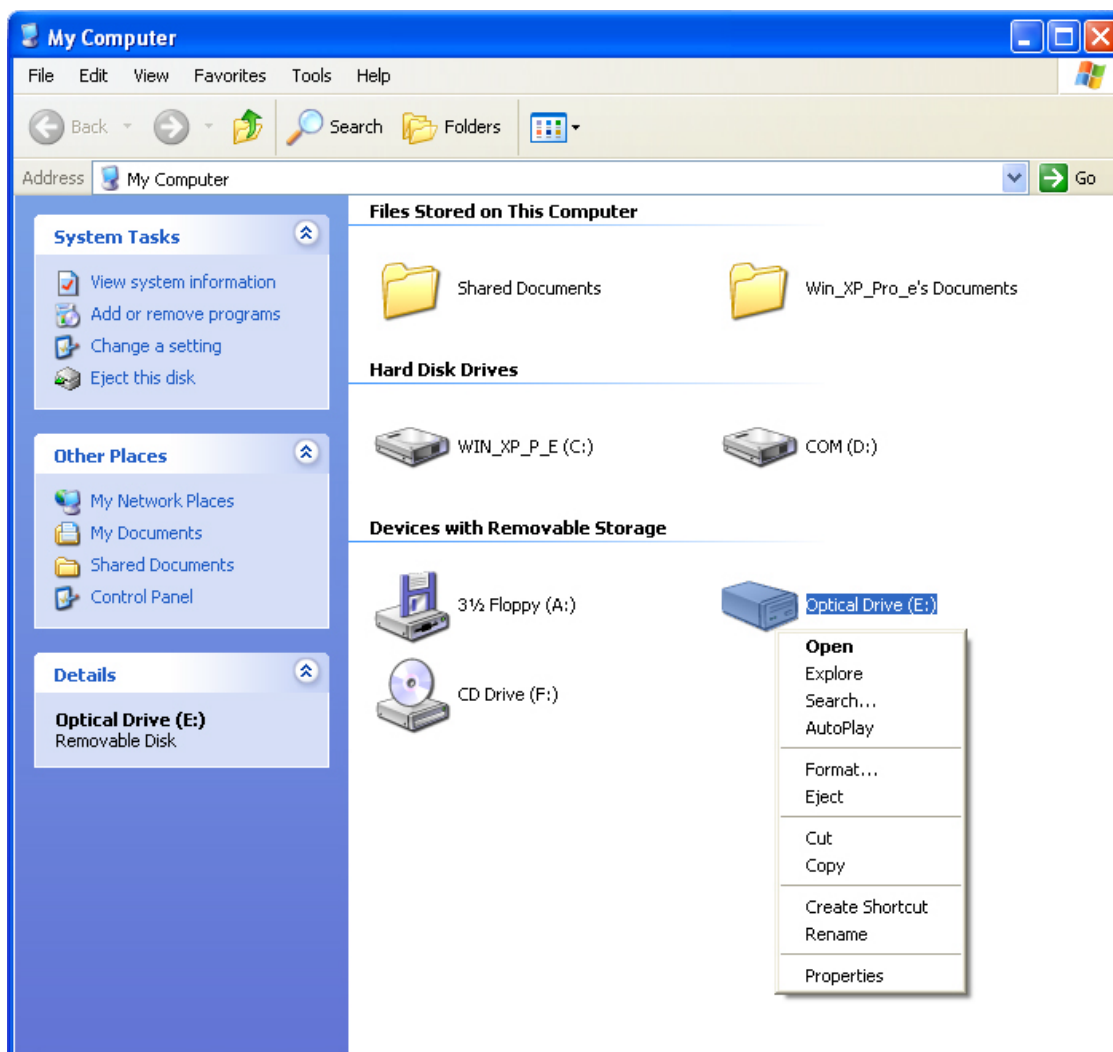 My Computer
File Edit View Favorites Tools Help
Back Search Folders
Address My Computer Go
System Tasks
View system information
Add or remove programs
Change a setting
Eject this disk
Other Places
My Network Places
My Documents
Shared Documents
Control Panel
Details
Optical Drive (E:)
Removable Disk
Files Stored on This Computer
Shared Documents
Win_XP_Pro_e's Documents
Hard Disk Drives
WIN_XP_P_E (C:)
COM (D:)
Devices with Removable Storage
3½ Floppy (A:)
Optical Drive (E:)
CD Drive (F:)
Open
Explore
Search...
AutoPlay
Format...
Eject
Cut
Copy
Create Shortcut
Rename
Properties